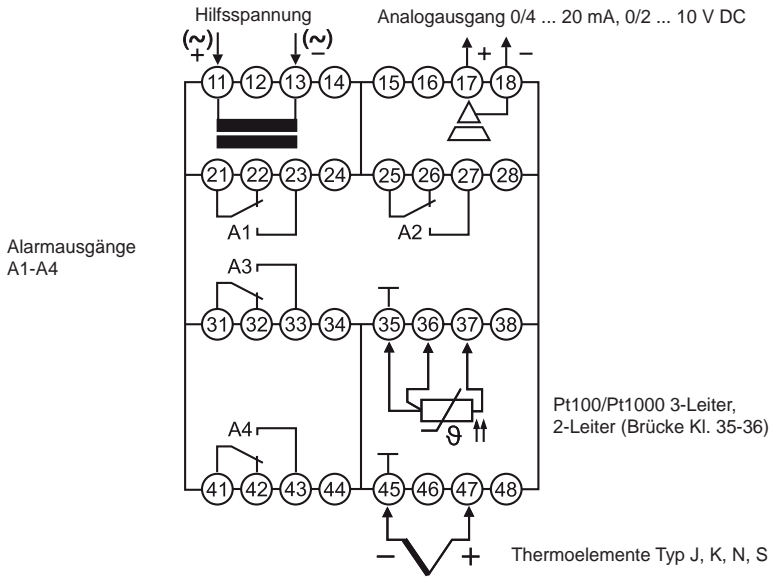 Hilfsspannung
Analogausgang 0/4 ... 20 mA, 0/2 ... 10 V DC
(~) (~)
+ − + −
11 12 13 14 15 16 17 18
21 22 23 24 25 26 27 28
A1 A2
Alarmausgänge
A1-A4
A3
31 32 33 34 35 36 37 38
Pt100/Pt1000 3-Leiter,
2-Leiter (Brücke Kl. 35-36)
ϑ
A4
41 42 43 44 45 46 47 48
− +
Thermoelemente Typ J, K, N, S